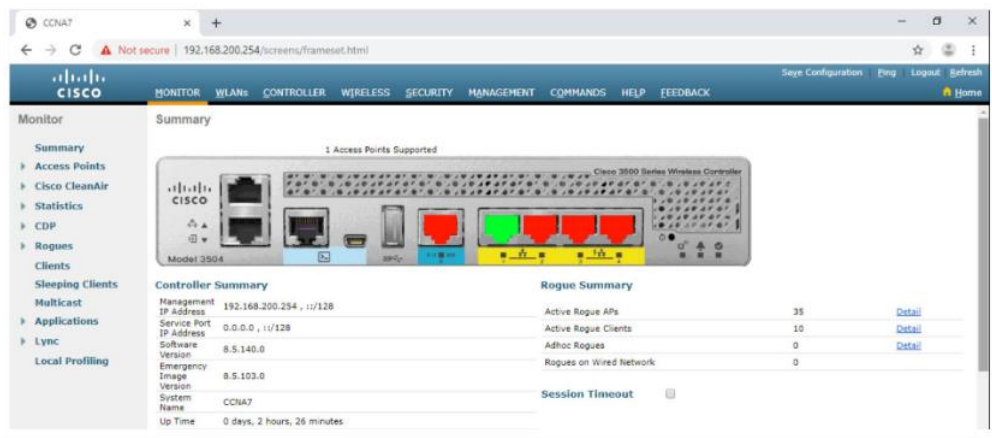 CCNA7
Not secure | 192.168.200.254/screens/frameset.html
Save Configuration Ping Logout Refresh
CISCO MONITOR WLANs CONTROLLER WIRELESS SECURITY MANAGEMENT COMMANDS HELP FEEDBACK Home
Monitor
Summary
Access Points
Cisco CleanAir
Statistics
CDP
Rogues
Clients
Sleeping Clients
Multicast
Applications
Lync
Local Profiling
Summary
1 Access Points Supported
Cisco 3500 Series Wireless Controller
CISCO
Model 3504
Controller Summary
Management IP Address 192.168.200.254 , ::/128
Service Port IP Address 0.0.0.0 , ::/128
Software Version 8.5.140.0
Emergency Image Version 8.5.103.0
System Name CCNA7
Up Time 0 days, 2 hours, 26 minutes
Rogue Summary
Active Rogue APs 35 Detail
Active Rogue Clients 10 Detail
Adhoc Rogues 0 Detail
Rogues on Wired Network 0
Session Timeout